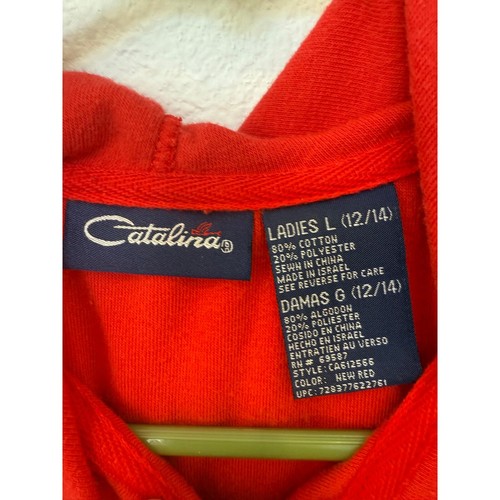 Catalina®
LADIES L (12/14)
80% COTTON
20% POLYESTER
SEWN IN CHINA
MADE IN ISRAEL
SEE REVERSE FOR CARE
DAMAS G (12/14)
80% ALGODON
20% POLIESTER
COSIDO EN CHINA
HECHO EN ISRAEL
ENTRATIEN AU VERSO
RN# 69587
STYLE: CA612566
COLOR: NEW RED
UPC: 728377622761